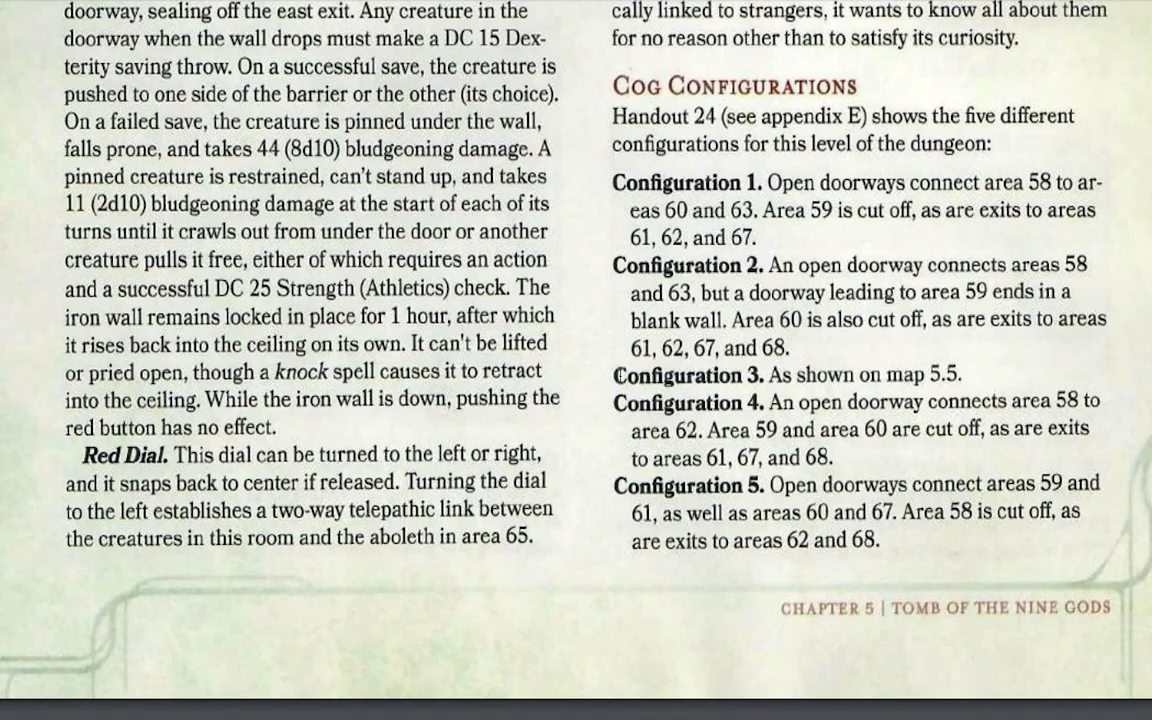 doorway, sealing off the east exit. Any creature in the
doorway when the wall drops must make a DC 15 Dex-
terity saving throw. On a successful save, the creature is
pushed to one side of the barrier or the other (its choice).
On a failed save, the creature is pinned under the wall,
falls prone, and takes 44 (8d10) bludgeoning damage. A
pinned creature is restrained, can't stand up, and takes
11 (2d10) bludgeoning damage at the start of each of its
turns until it crawls out from under the door or another
creature pulls it free, either of which requires an action
and a successful DC 25 Strength (Athletics) check. The
iron wall remains locked in place for 1 hour, after which
it rises back into the ceiling on its own. It can't be lifted
or pried open, though a knock spell causes it to retract
into the ceiling. While the iron wall is down, pushing the
red button has no effect.
Red Dial. This dial can be turned to the left or right,
and it snaps back to center if released. Turning the dial
to the left establishes a two-way telepathic link between
the creatures in this room and the aboleth in area 65.
cally linked to strangers, it wants to know all about them
for no reason other than to satisfy its curiosity.
COG CONFIGURATIONS
Handout 24 (see appendix E) shows the five different
configurations for this level of the dungeon:
Configuration 1. Open doorways connect area 58 to ar-
eas 60 and 63. Area 59 is cut off, as are exits to areas
61, 62, and 67.
Configuration 2. An open doorway connects areas 58
and 63, but a doorway leading to area 59 ends in a
blank wall. Area 60 is also cut off, as are exits to areas
61, 62, 67, and 68.
Configuration 3. As shown on map 5.5.
Configuration 4. An open doorway connects area 58 to
area 62. Area 59 and area 60 are cut off, as are exits
to areas 61, 67, and 68.
Configuration 5. Open doorways connect areas 59 and
61, as well as areas 60 and 67. Area 58 is cut off, as
are exits to areas 62 and 68.
CHAPTER 5 | TOMB OF THE NINE GODS